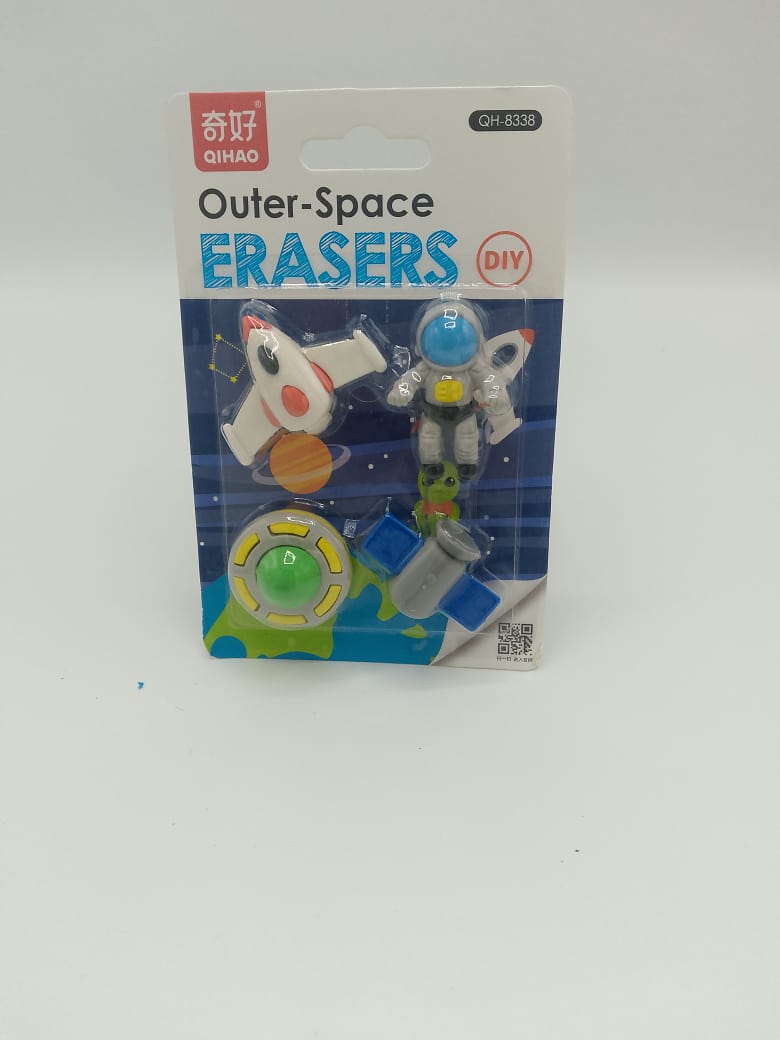 奇好®
QIHAO
QH-8338
Outer-Space
ERASERS
DIY